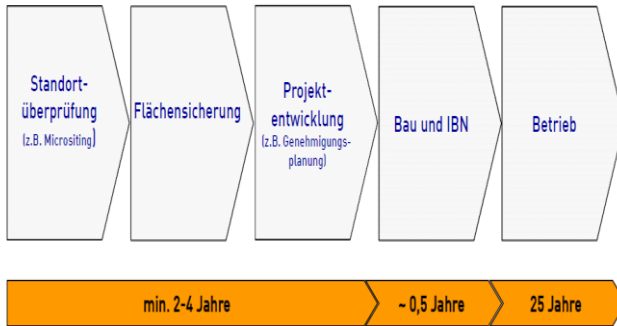 Standort-
überprüfung
(z.B. Micrositing)
Flächensicherung
Projekt-
entwicklung
(z.B. Genehmigungs-
planung)
Bau und IBN
Betrieb
min. 2-4 Jahre
~ 0,5 Jahre
25 Jahre